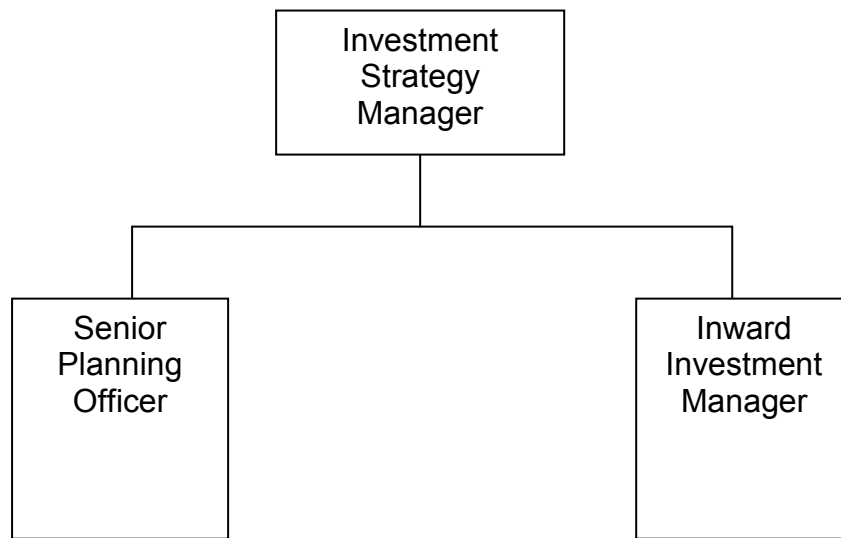 Investment
Strategy
Manager
Senior
Planning
Officer
Inward
Investment
Manager